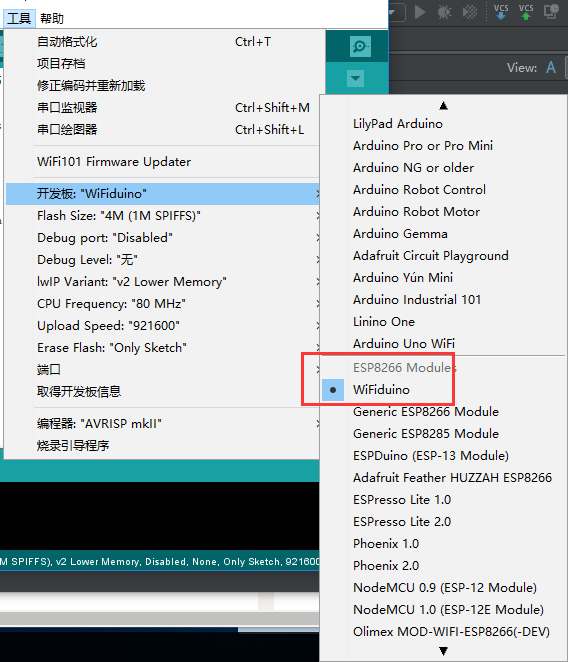 工具 帮助
VCS VCS
View: A
自动格式化 Ctrl+T
项目存档
修正编码并重新加载
串口监视器 Ctrl+Shift+M
串口绘图器 Ctrl+Shift+L
WiFi101 Firmware Updater
开发板: "WiFiduino"
Flash Size: "4M (1M SPIFFS)"
Debug port: "Disabled"
Debug Level: "无"
lwIP Variant: "v2 Lower Memory"
CPU Frequency: "80 MHz"
Upload Speed: "921600"
Erase Flash: "Only Sketch"
端口
取得开发板信息
编程器: "AVRISP mkII"
烧录引导程序
LilyPad Arduino
Arduino Pro or Pro Mini
Arduino NG or older
Arduino Robot Control
Arduino Robot Motor
Arduino Gemma
Adafruit Circuit Playground
Arduino Yún Mini
Arduino Industrial 101
Linino One
Arduino Uno WiFi
ESP8266 Modules
WiFiduino
Generic ESP8266 Module
Generic ESP8285 Module
ESPDuino (ESP-13 Module)
Adafruit Feather HUZZAH ESP8266
ESPresso Lite 1.0
ESPresso Lite 2.0
Phoenix 1.0
Phoenix 2.0
NodeMCU 0.9 (ESP-12 Module)
NodeMCU 1.0 (ESP-12E Module)
Olimex MOD-WIFI-ESP8266(-DEV)
M SPIFFS), v2 Lower Memory, Disabled, None, Only Sketch, 921600